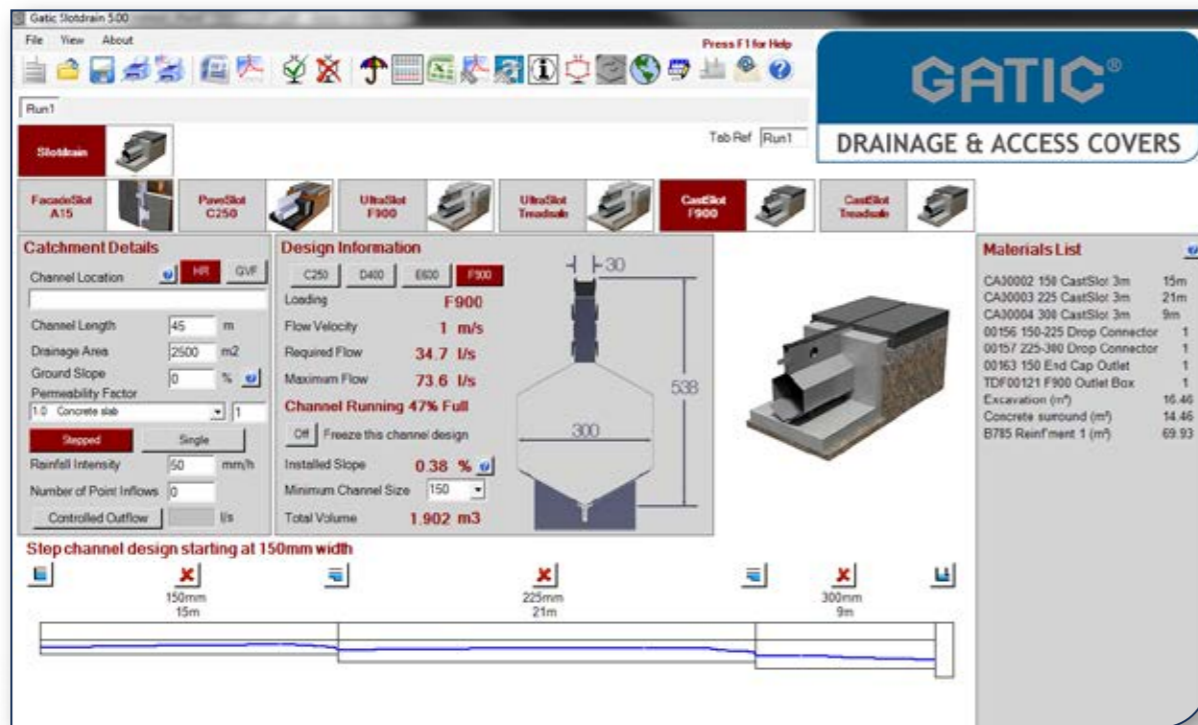 Gatic Slotdrain 5.00
File View About
Press F1 for Help
Run1
Tab Ref Run1
GATIC®
DRAINAGE & ACCESS COVERS
Slotdrain
FacadeSlot A15
PaveSlot C250
UltraSlot F900
UltraSlot Treadsafe
CastSlot F900
CastSlot Treadsafe
Catchment Details
Channel Location HR GVF
Channel Length 45 m
Drainage Area 2500 m2
Ground Slope 0 %
Permeability Factor
1.0 Concrete slab 1
Stepped Single
Rainfall Intensity 50 mm/h
Number of Point Inflows 0
Controlled Outflow l/s
Design Information
C250 D400 E600 F900
Loading F900
Flow Velocity 1 m/s
Required Flow 34.7 l/s
Maximum Flow 73.6 l/s
Channel Running 47% Full
Off Freeze this channel design
Installed Slope 0.38 %
Minimum Channel Size 150
Total Volume 1.902 m3
30
538
300
Materials List
CA30002 150 CastSlot 3m 15m
CA30003 225 CastSlot 3m 21m
CA30004 300 CastSlot 3m 9m
00156 150-225 Drop Connector 1
00157 225-300 Drop Connector 1
00163 150 End Cap Outlet 1
TDF00121 F900 Outlet Box 1
Excavation (m³) 16.46
Concrete surround (m³) 14.46
B785 Reinf'ment 1 (m²) 69.93
Step channel design starting at 150mm width
150mm
15m
225mm
21m
300mm
9m